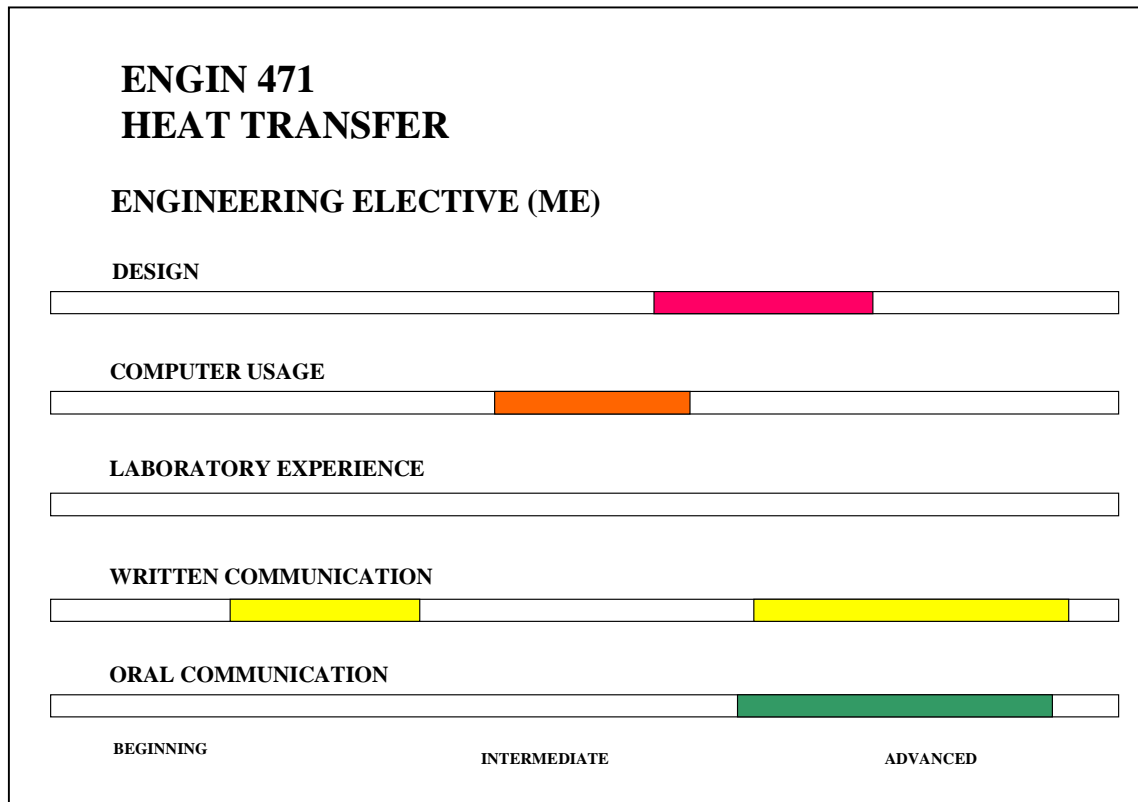 ENGIN 471
HEAT TRANSFER
ENGINEERING ELECTIVE (ME)
DESIGN
COMPUTER USAGE
LABORATORY EXPERIENCE
WRITTEN COMMUNICATION
ORAL COMMUNICATION
BEGINNING
INTERMEDIATE
ADVANCED